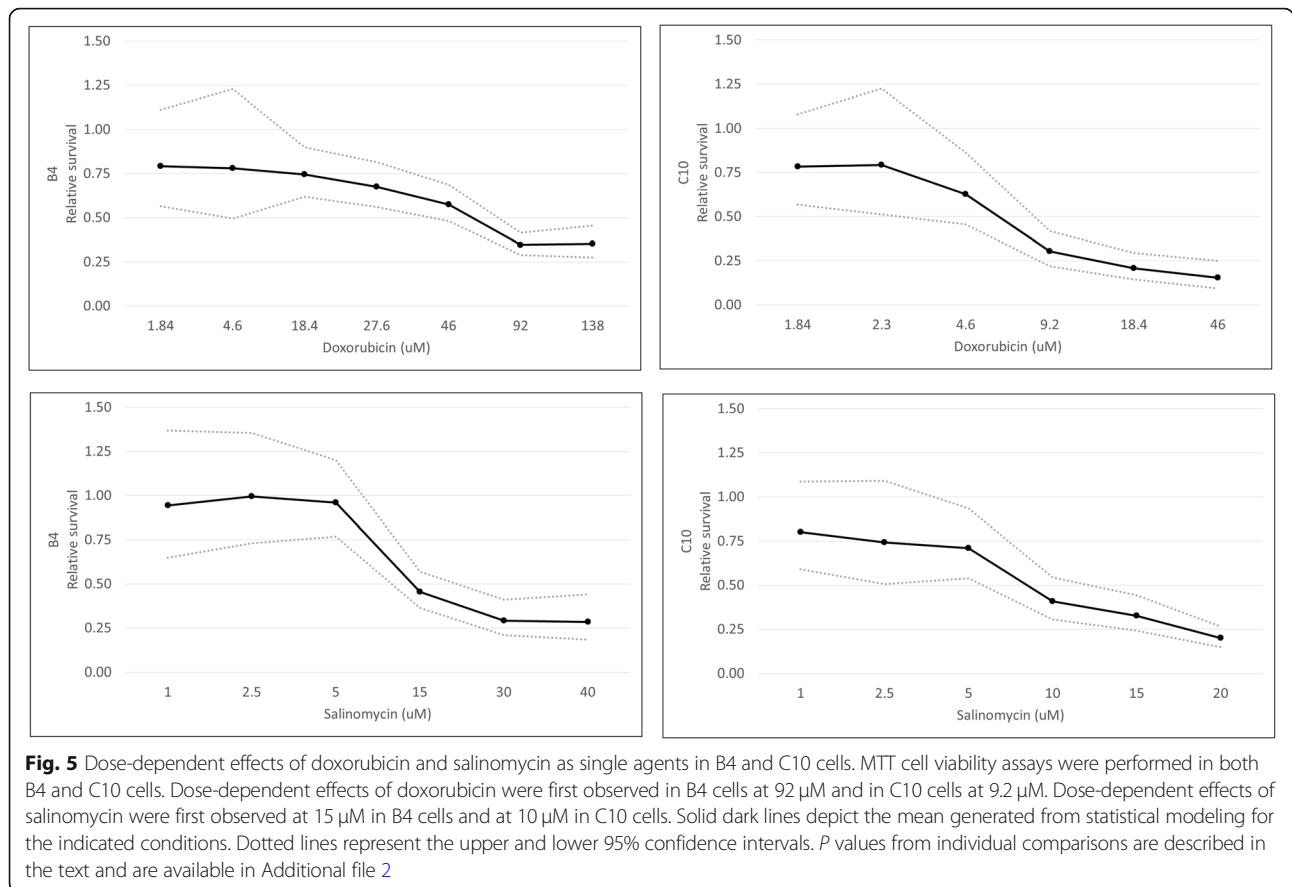 1.50
1.25
1.00
0.75
0.50
0.25
0.00
B4
Relative survival
1.84 4.6 18.4 27.6 46 92 138
Doxorubicin (uM)
1.50
1.25
1.00
0.75
0.50
0.25
0.00
C10
Relative survival
1.84 2.3 4.6 9.2 18.4 46
Doxorubicin (uM)
1.50
1.25
1.00
0.75
0.50
0.25
0.00
B4
Relative survival
1 2.5 5 15 30 40
Salinomycin (uM)
1.50
1.25
1.00
0.75
0.50
0.25
0.00
C10
Relative survival
1 2.5 5 10 15 20
Salinomycin (uM)
Fig. 5 Dose-dependent effects of doxorubicin and salinomycin as single agents in B4 and C10 cells. MTT cell viability assays were performed in both
B4 and C10 cells. Dose-dependent effects of doxorubicin were first observed in B4 cells at 92 μM and in C10 cells at 9.2 μM. Dose-dependent effects of
salinomycin were first observed at 15 μM in B4 cells and at 10 μM in C10 cells. Solid dark lines depict the mean generated from statistical modeling for
the indicated conditions. Dotted lines represent the upper and lower 95% confidence intervals. P values from individual comparisons are described in
the text and are available in Additional file 2